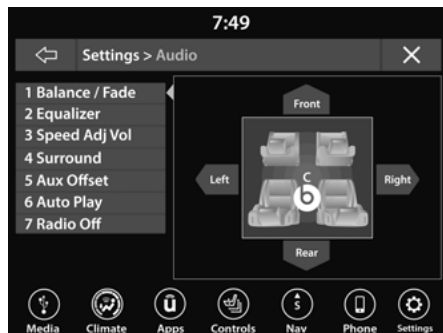 7:49
Settings > Audio
1 Balance / Fade
2 Equalizer
3 Speed Adj Vol
4 Surround
5 Aux Offset
6 Auto Play
7 Radio Off
Front
Left
C
b
Right
Rear
ū
S
Media Climate Apps Controls Nav Phone Settings